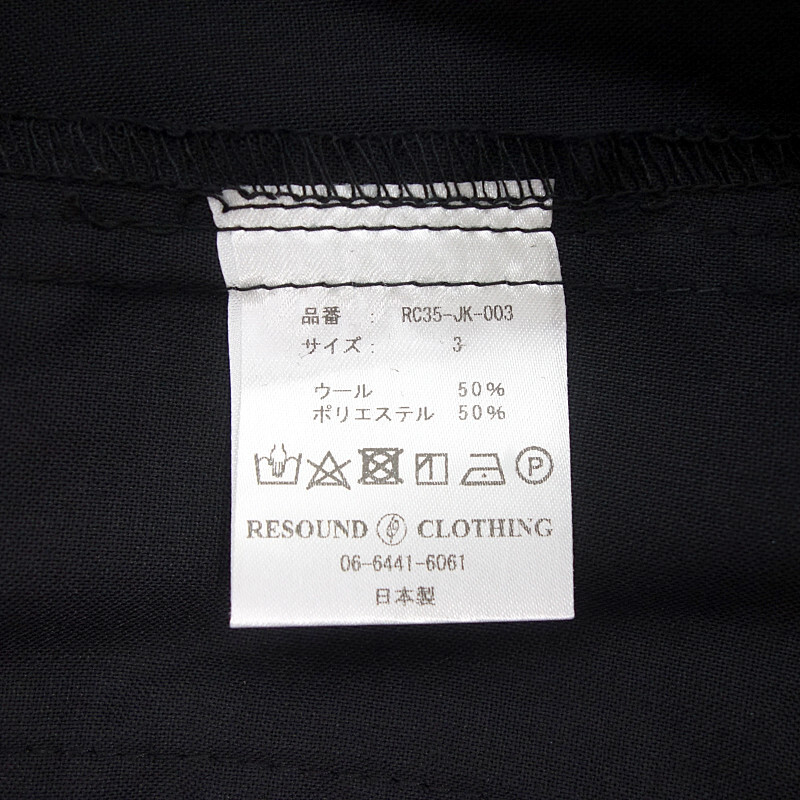 品番 : RC35-JK-003
サイズ: 3
ウール 50%
ポリエステル 50%
P
RESOUND CLOTHING
06-6441-6061
日本製